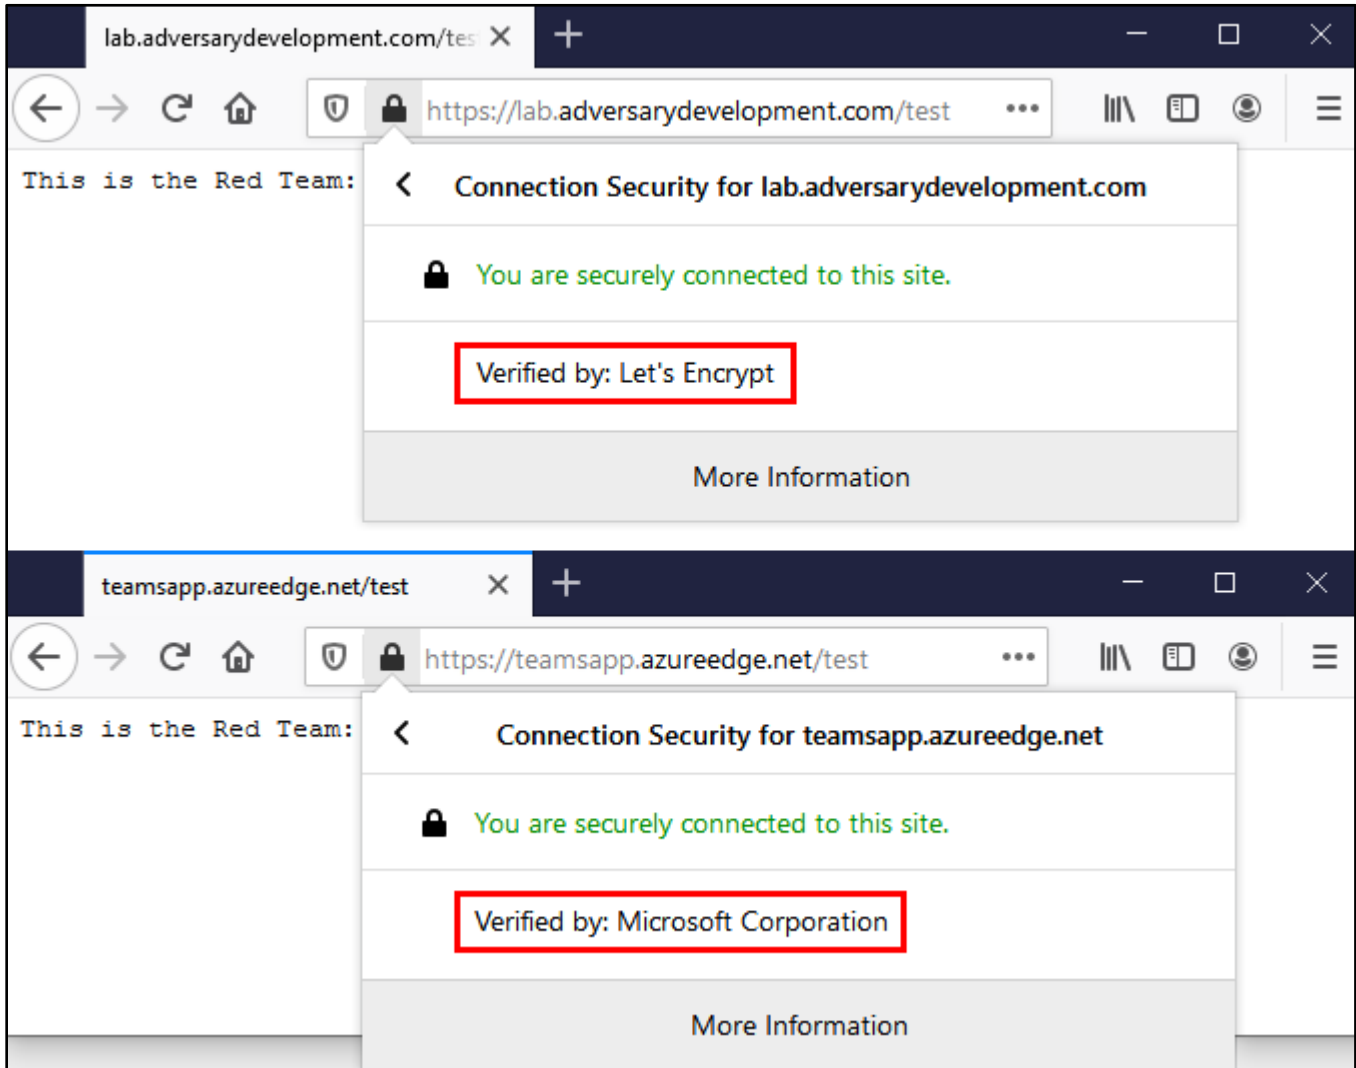 lab.adversarydevelopment.com/tes
https://lab.adversarydevelopment.com/test
This is the Red Team:
Connection Security for lab.adversarydevelopment.com
You are securely connected to this site.
Verified by: Let's Encrypt
More Information
teamsapp.azureedge.net/test
https://teamsapp.azureedge.net/test
This is the Red Team:
Connection Security for teamsapp.azureedge.net
You are securely connected to this site.
Verified by: Microsoft Corporation
More Information